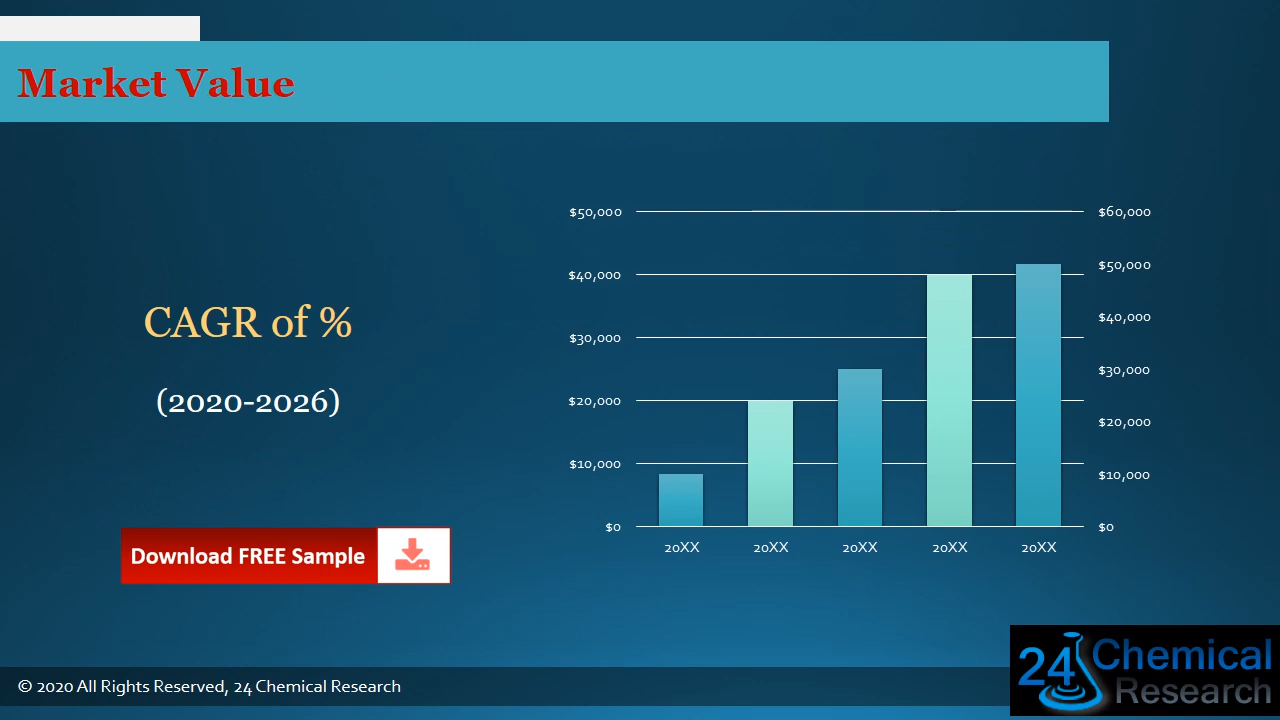 Market Value
CAGR of %
(2020-2026)
Download FREE Sample
$50,000
$40,000
$30,000
$20,000
$10,000
$0
$60,000
$50,000
$40,000
$30,000
$20,000
$10,000
$0
20XX 20XX 20XX 20XX 20XX
© 2020 All Rights Reserved, 24 Chemical Research
24 Chemical
Research